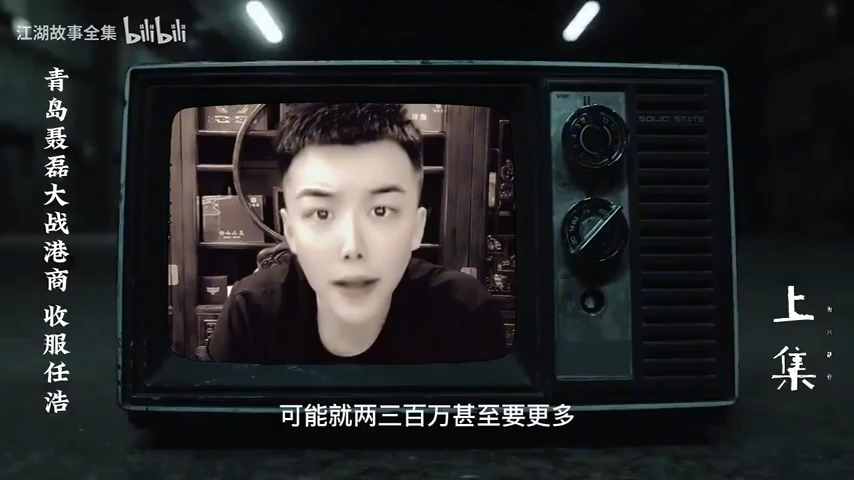 江湖故事全集 bilibili
青岛聂磊大战港商 收服任浩
SOLID STATE
上集
可能就两三百万甚至要更多